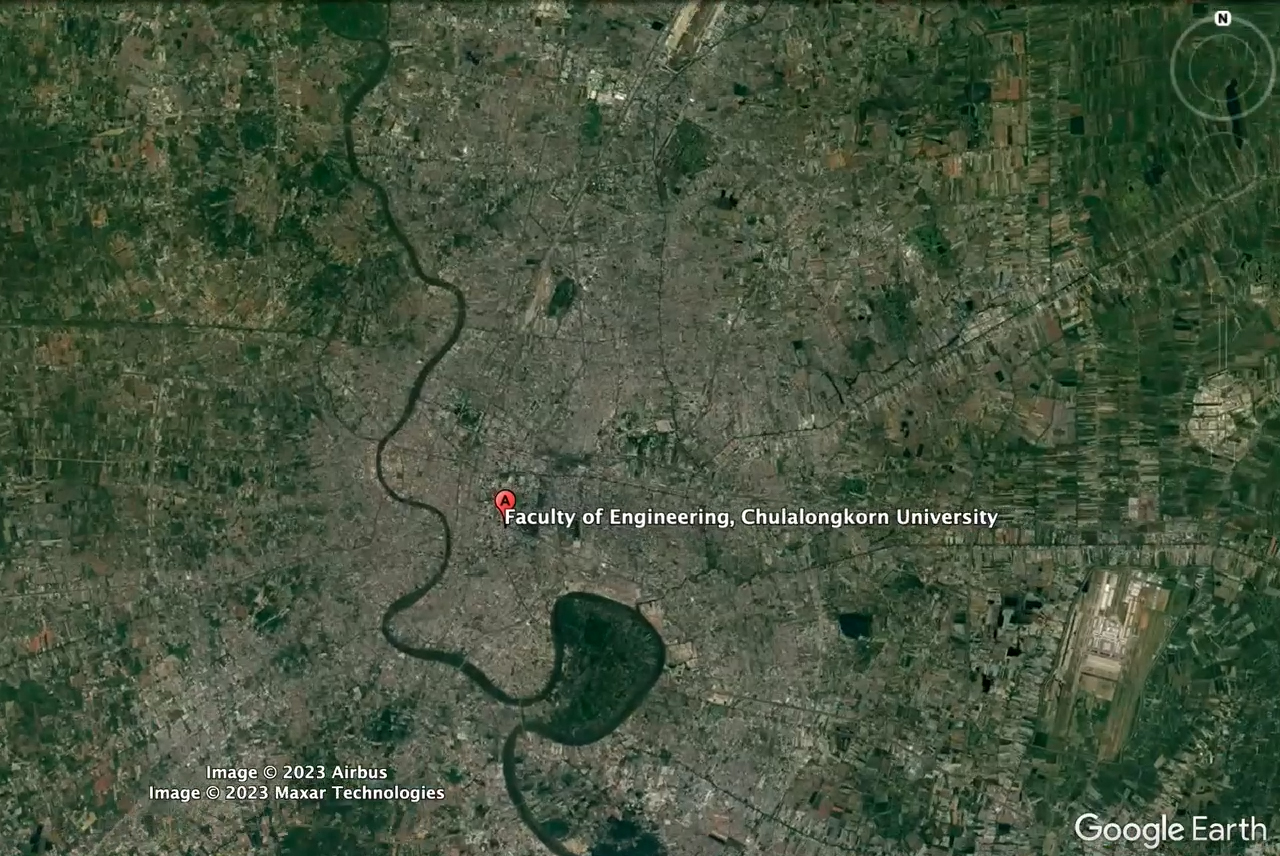 N
A
Faculty of Engineering, Chulalongkorn University
Image © 2023 Airbus
Image © 2023 Maxar Technologies
Google Earth